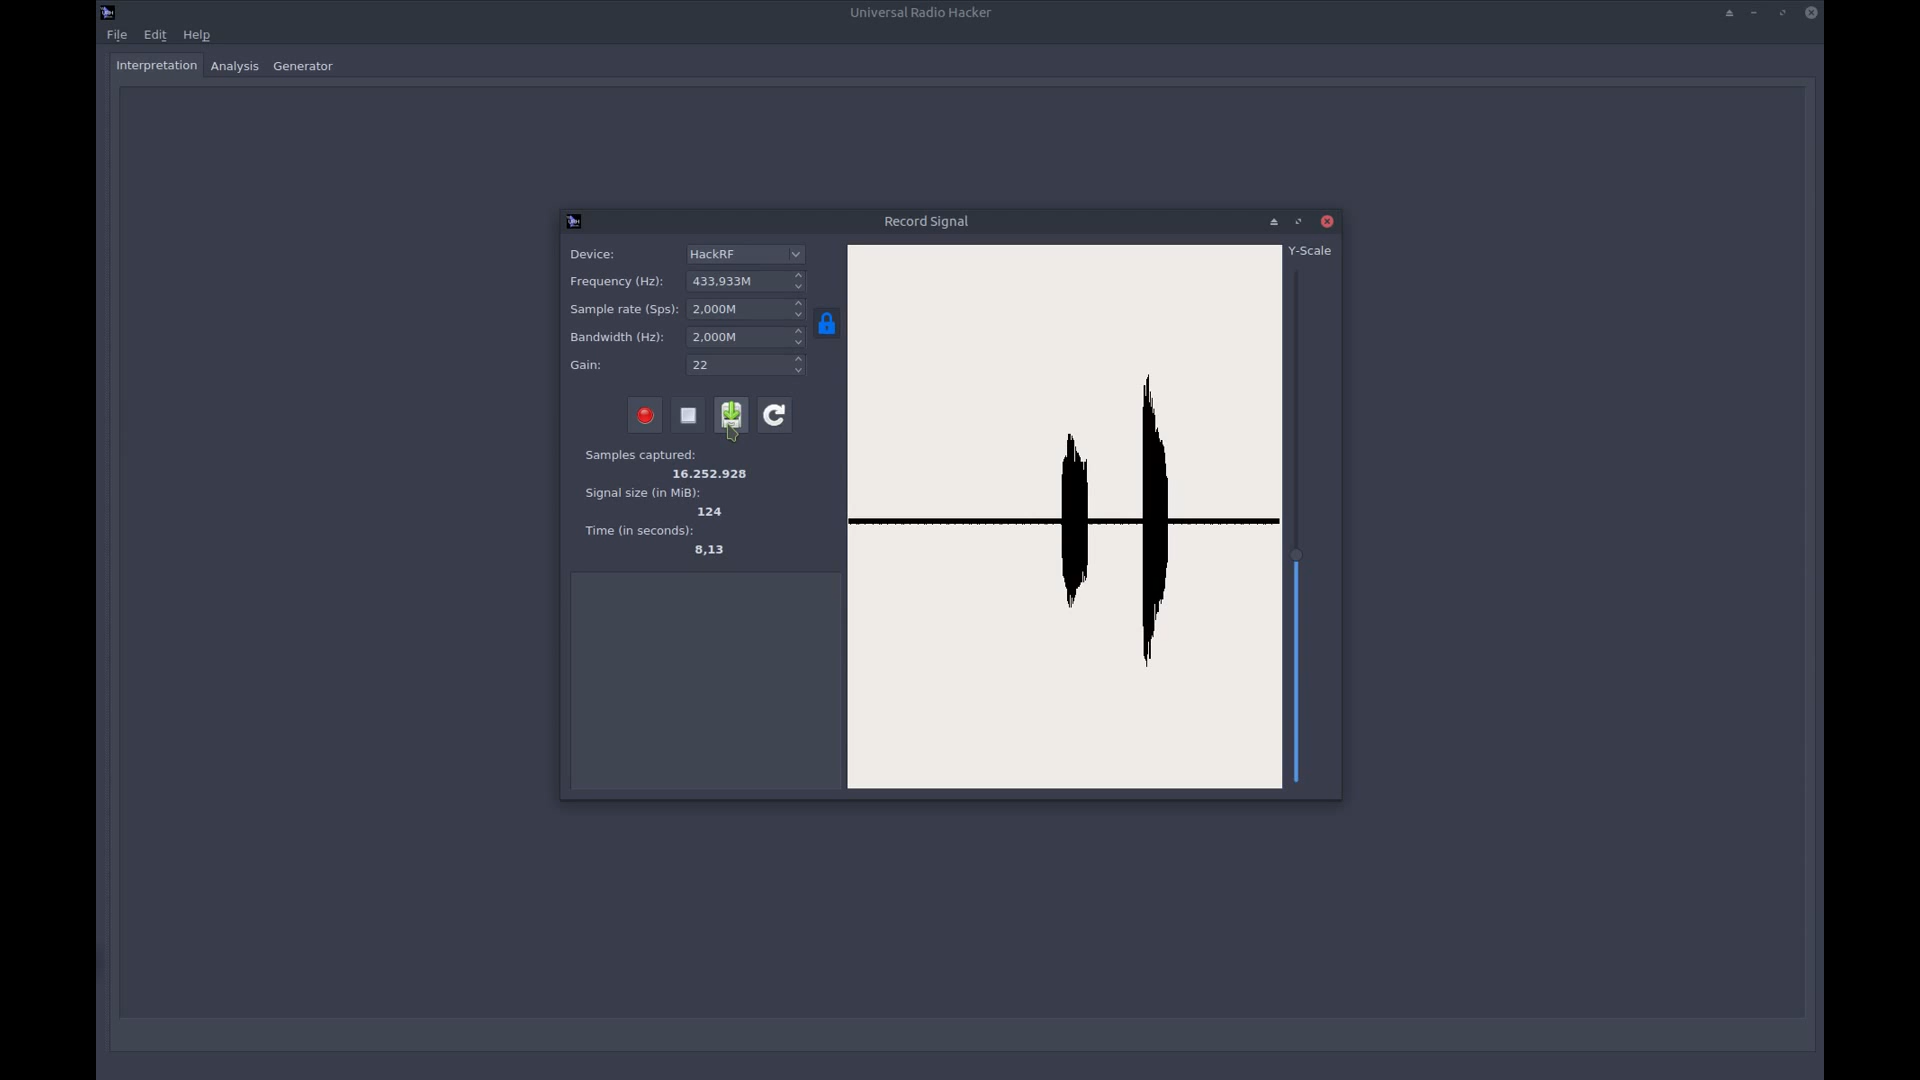 Universal Radio Hacker
File Edit Help
Interpretation Analysis Generator
Record Signal
Device: HackRF
Y-Scale
Frequency (Hz): 433,933M
Sample rate (Sps): 2,000M
Bandwidth (Hz): 2,000M
Gain: 22
Samples captured:
16.252.928
Signal size (in MiB):
124
Time (in seconds):
8,13